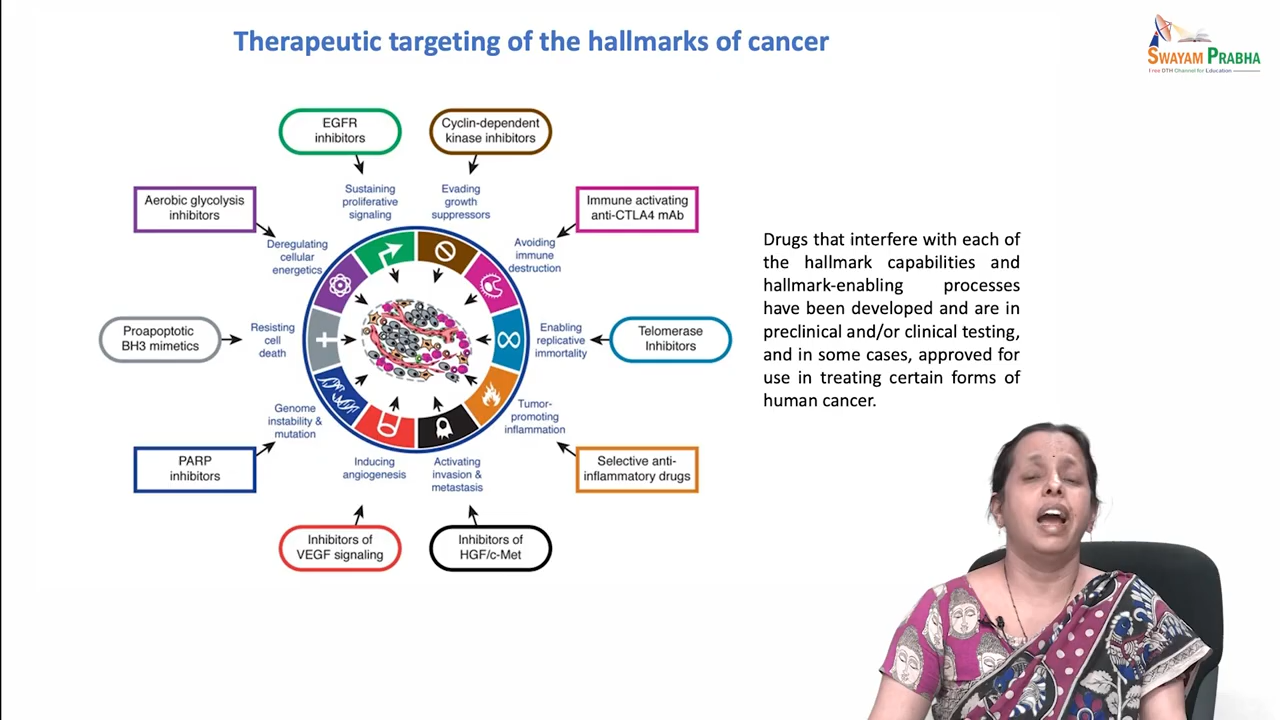 Therapeutic targeting of the hallmarks of cancer
SWAYAM PRABHA
Free DTH Channel for Education
EGFR
inhibitors
Cyclin-dependent
kinase inhibitors
Aerobic glycolysis
inhibitors
Sustaining
proliferative
signaling
Evading
growth
suppressors
Immune activating
anti-CTLA4 mAb
Deregulating
cellular
energetics
Avoiding
immune
destruction
Proapoptotic
BH3 mimetics
Resisting
cell
death
Enabling
replicative
immortality
Telomerase
Inhibitors
Genome
instability &
mutation
Tumor-
promoting
inflammation
PARP
inhibitors
Inducing
angiogenesis
Activating
invasion &
metastasis
Selective anti-
inflammatory drugs
Inhibitors of
VEGF signaling
Inhibitors of
HGF/c-Met
Drugs that interfere with each of
the hallmark capabilities and
hallmark-enabling processes
have been developed and are in
preclinical and/or clinical testing,
and in some cases, approved for
use in treating certain forms of
human cancer.